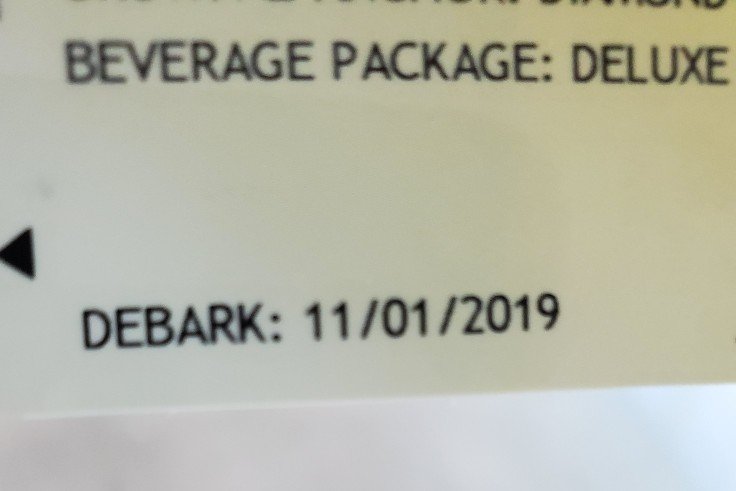 BEVERAGE PACKAGE: DELUXE
DEBARK: 11/01/2019